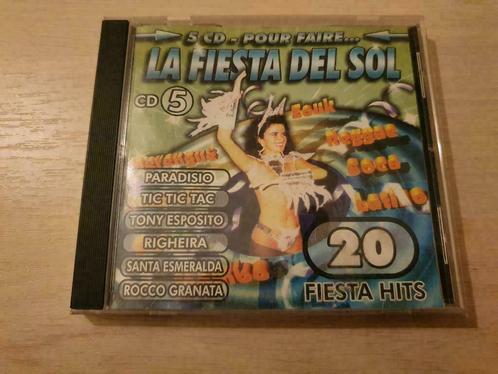 5 CD - POUR FAIRE...
LA FIESTA DEL SOL
CD 5
Zouk
Reggae
Soca
Latino
PARADISIO
TIC TIC TAC
TONY ESPOSITO
RIGHEIRA
SANTA ESMERALDA
ROCCO GRANATA
20
FIESTA HITS